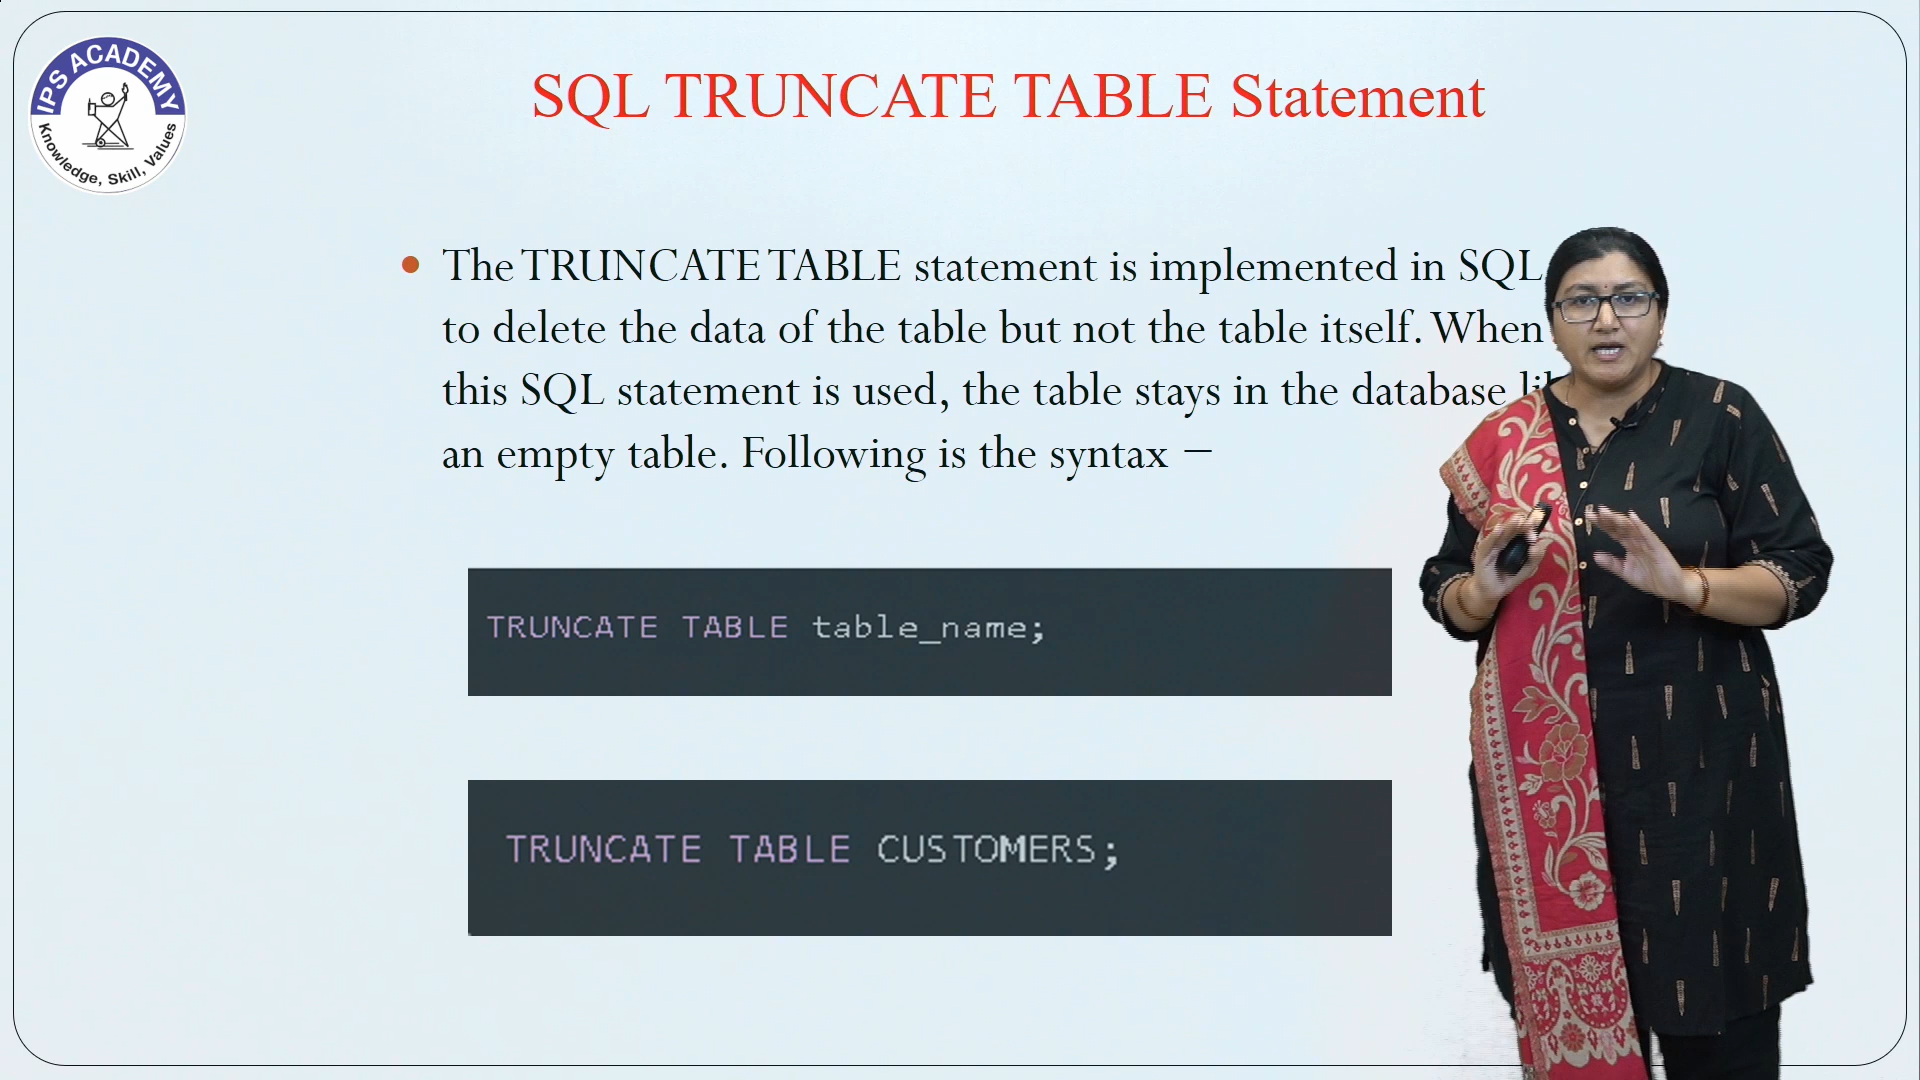 IPS ACADEMY
Knowledge, Skill, Values
SQL TRUNCATE TABLE Statement
The TRUNCATE TABLE statement is implemented in SQL
to delete the data of the table but not the table itself. When
this SQL statement is used, the table stays in the database
an empty table. Following is the syntax –
TRUNCATE TABLE table_name;
TRUNCATE TABLE CUSTOMERS;